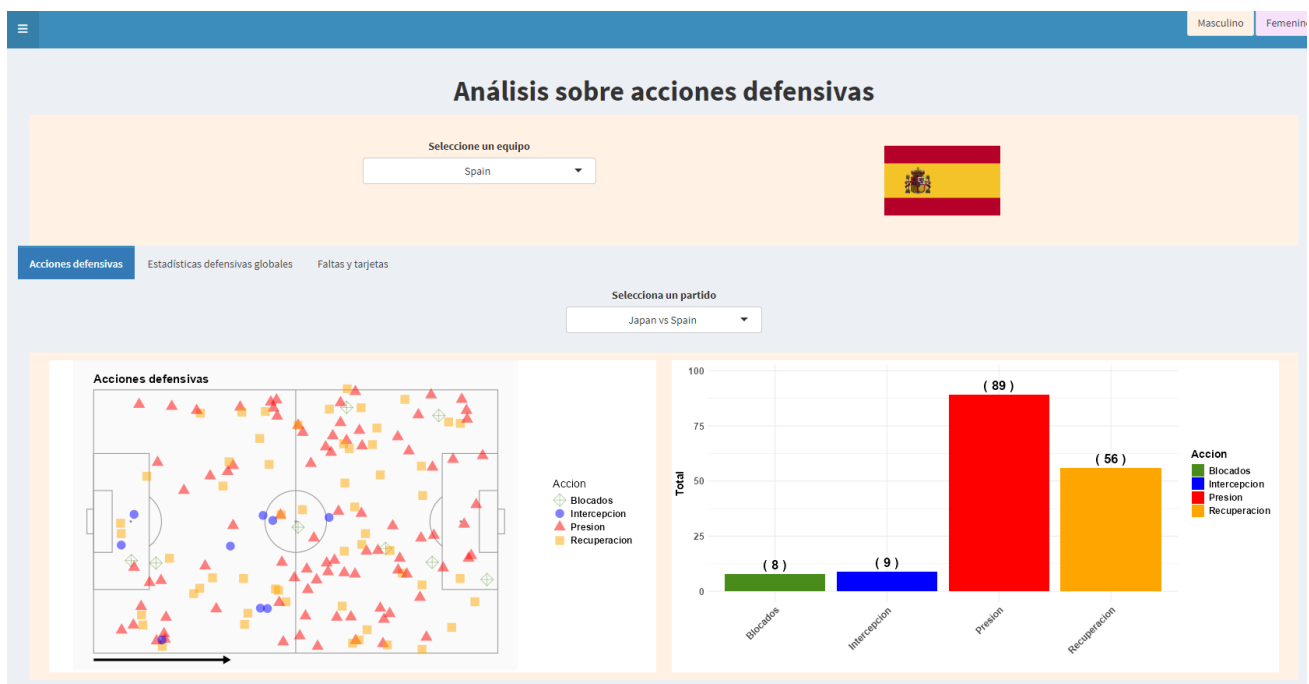 Masculino
Femenino
Análisis sobre acciones defensivas
Seleccione un equipo
Spain
Acciones defensivas
Estadísticas defensivas globales
Faltas y tarjetas
Selecciona un partido
Japan vs Spain
Acciones defensivas
Accion
Blocados
Intercepcion
Presion
Recuperacion
100
75
50
25
0
Total
( 8 )
( 9 )
( 89 )
( 56 )
Blocados
Intercepcion
Presion
Recuperacion
Accion
Blocados
Intercepcion
Presion
Recuperacion